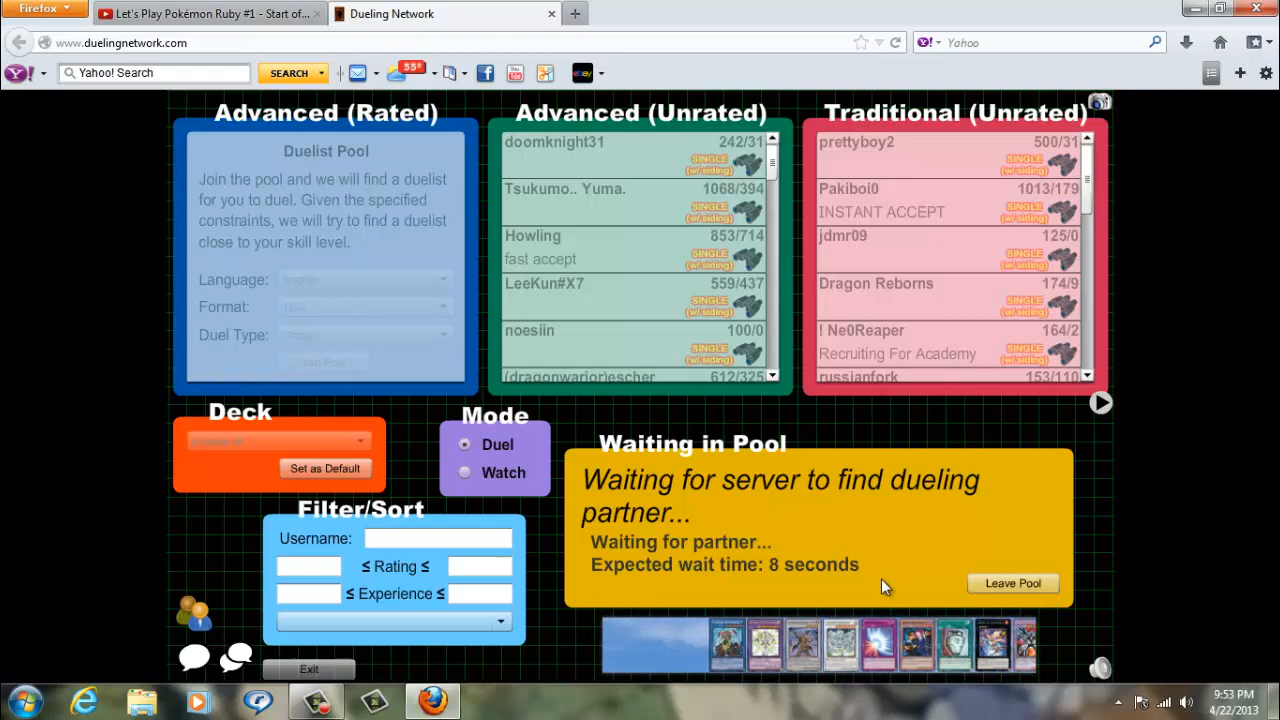 Firefox
Let's Play Pokémon Ruby #1 - Start of...
Dueling Network
www.duelingnetwork.com
Yahoo
Yahoo! Search
SEARCH
55°
ebay
Advanced (Rated)
Duelist Pool
Join the pool and we will find a duelist
for you to duel. Given the specified
constraints, we will try to find a duelist
close to your skill level.
Language: English
Format:
Duel Type: Single
Join Pool
Advanced (Unrated)
doomknight31 242/31
SINGLE
(w/ siding)
Tsukumo.. Yuma. 1068/394
SINGLE
(w/ siding)
Howling 853/714
fast accept SINGLE
(w/ siding)
LeeKun#X7 559/437
SINGLE
(w/ siding)
noesiin 100/0
SINGLE
(w/ siding)
(dragonwarior)escher 612/325
Traditional (Unrated)
prettyboy2 500/31
SINGLE
(w/ siding)
Pakiboi0 1013/179
INSTANT ACCEPT SINGLE
(w/ siding)
jdmr09 125/0
SINGLE
(w/ siding)
Dragon Reborns 174/9
SINGLE
(w/ siding)
! Ne0Reaper 164/2
Recruiting For Academy SINGLE
(w/ siding)
russianfork 153/110
Deck
Set as Default
Mode
Duel
Watch
Waiting in Pool
Waiting for server to find dueling
partner...
Waiting for partner...
Expected wait time: 8 seconds
Leave Pool
Filter/Sort
Username:
≤ Rating ≤
≤ Experience ≤
Exit
9:53 PM
4/22/2013